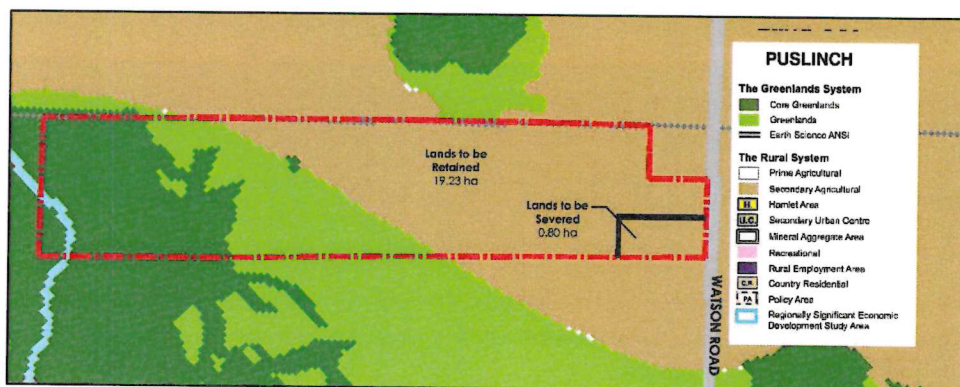 Lands to be
Retained
19.23 ha
Lands to be
Severed
0.80 ha
WATSON ROAD
PUSLINCH
The Greenlands System
Core Greenlands
Greenlands
Earth Science ANSI
The Rural System
Prime Agricultural
Secondary Agricultural
H. Hamlet Area
U.C. Secondary Urban Centre
Mineral Aggregate Area
Recreational
Rural Employment Area
C.R. Country Residential
PA Policy Area
Regionally Significant Economic
Development Study Area